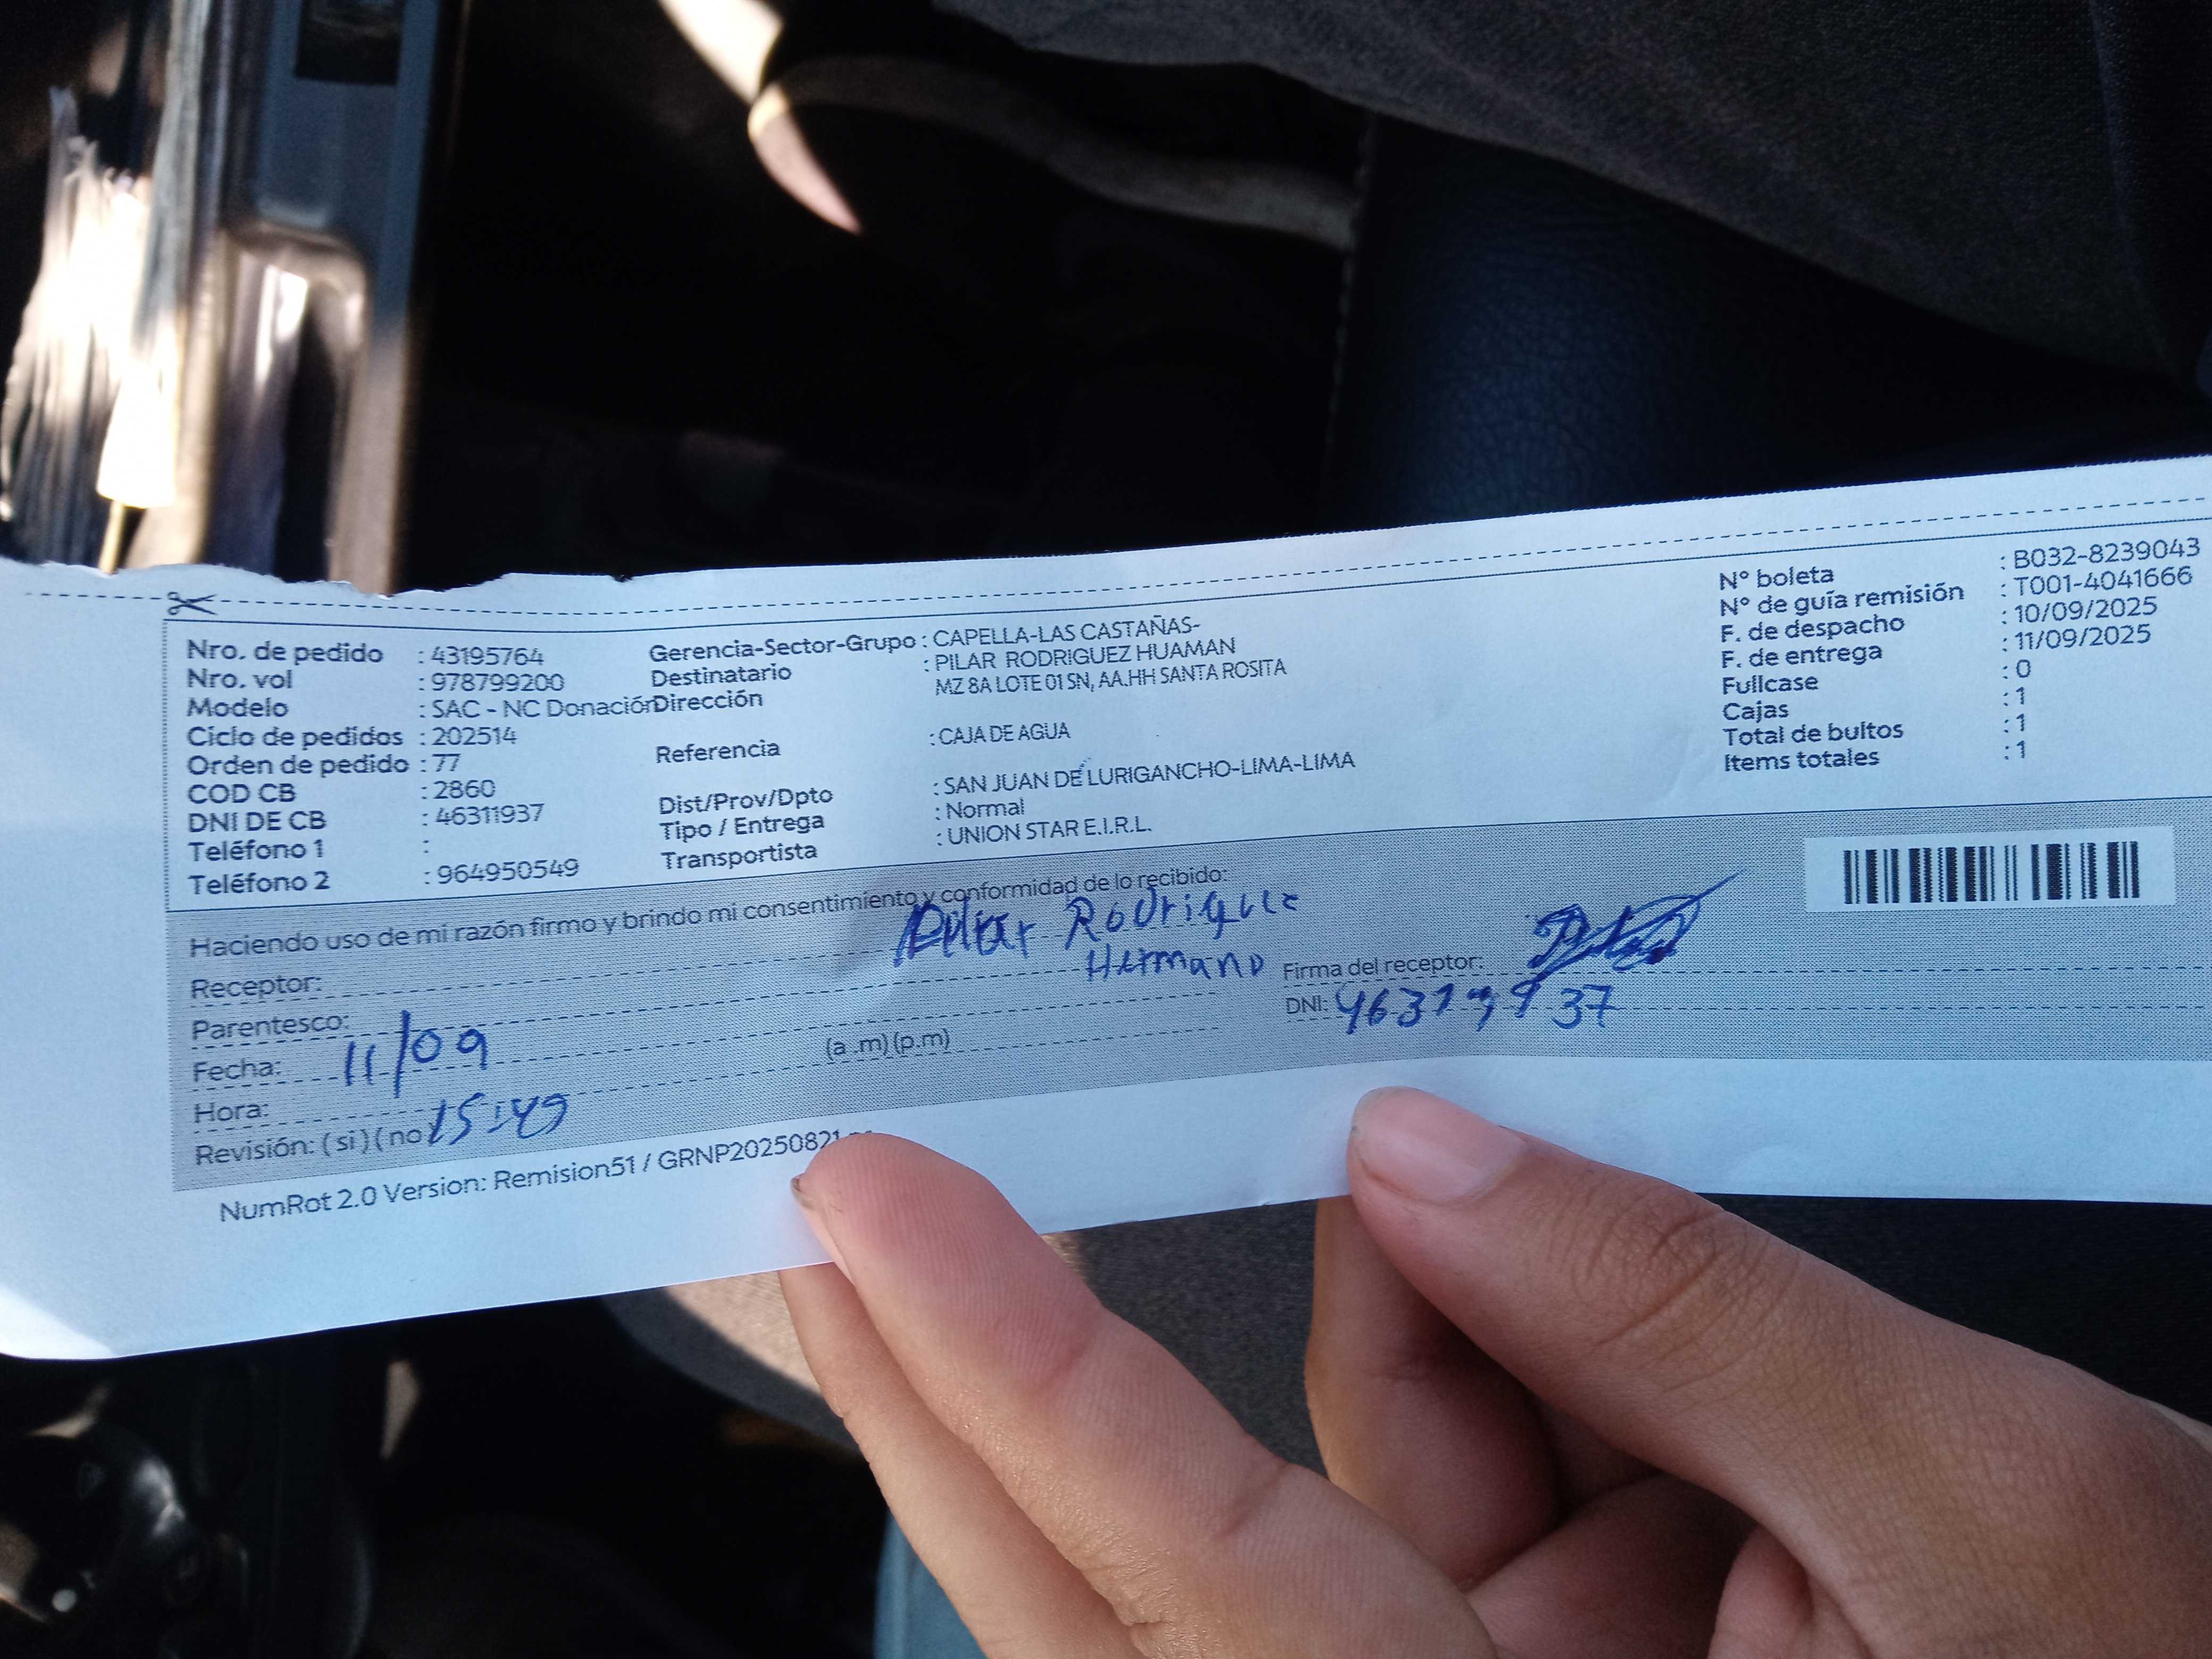 Nro. de pedido : 43195764
Nro. vol : 978799200
Modelo : SAC - NC Donación
Ciclo de pedidos : 202514
Orden de pedido : 77
COD CB : 2860
DNI DE CB : 46311937
Teléfono 1 :
Teléfono 2 : 964950549
Gerencia-Sector-Grupo : CAPELLA-LAS CASTAÑAS-
Destinatario : PILAR RODRIGUEZ HUAMAN
Dirección MZ 8A LOTE 01 SN, AA.HH SANTA ROSITA
Referencia : CAJA DE AGUA
Dist/Prov/Dpto : SAN JUAN DE LURIGANCHO-LIMA-LIMA
Tipo / Entrega : Normal
Transportista : UNION STAR E.I.R.L.
N° boleta : B032-8239043
N° de guía remisión : T001-4041666
F. de despacho : 10/09/2025
F. de entrega : 11/09/2025
Fullcase : 0
Cajas : 1
Total de bultos : 1
Items totales : 1
Haciendo uso de mi razón firmo y brindo mi consentimiento y conformidad de lo recibido:
Receptor:
Hermano
Firma del receptor:
Parentesco:
DNI:
Fecha: 11/09
Hora: (a.m) (p.m)
15:49
Revisión: (si) (no
NumRot 2.0 Version: Remision51 / GRNP20250821